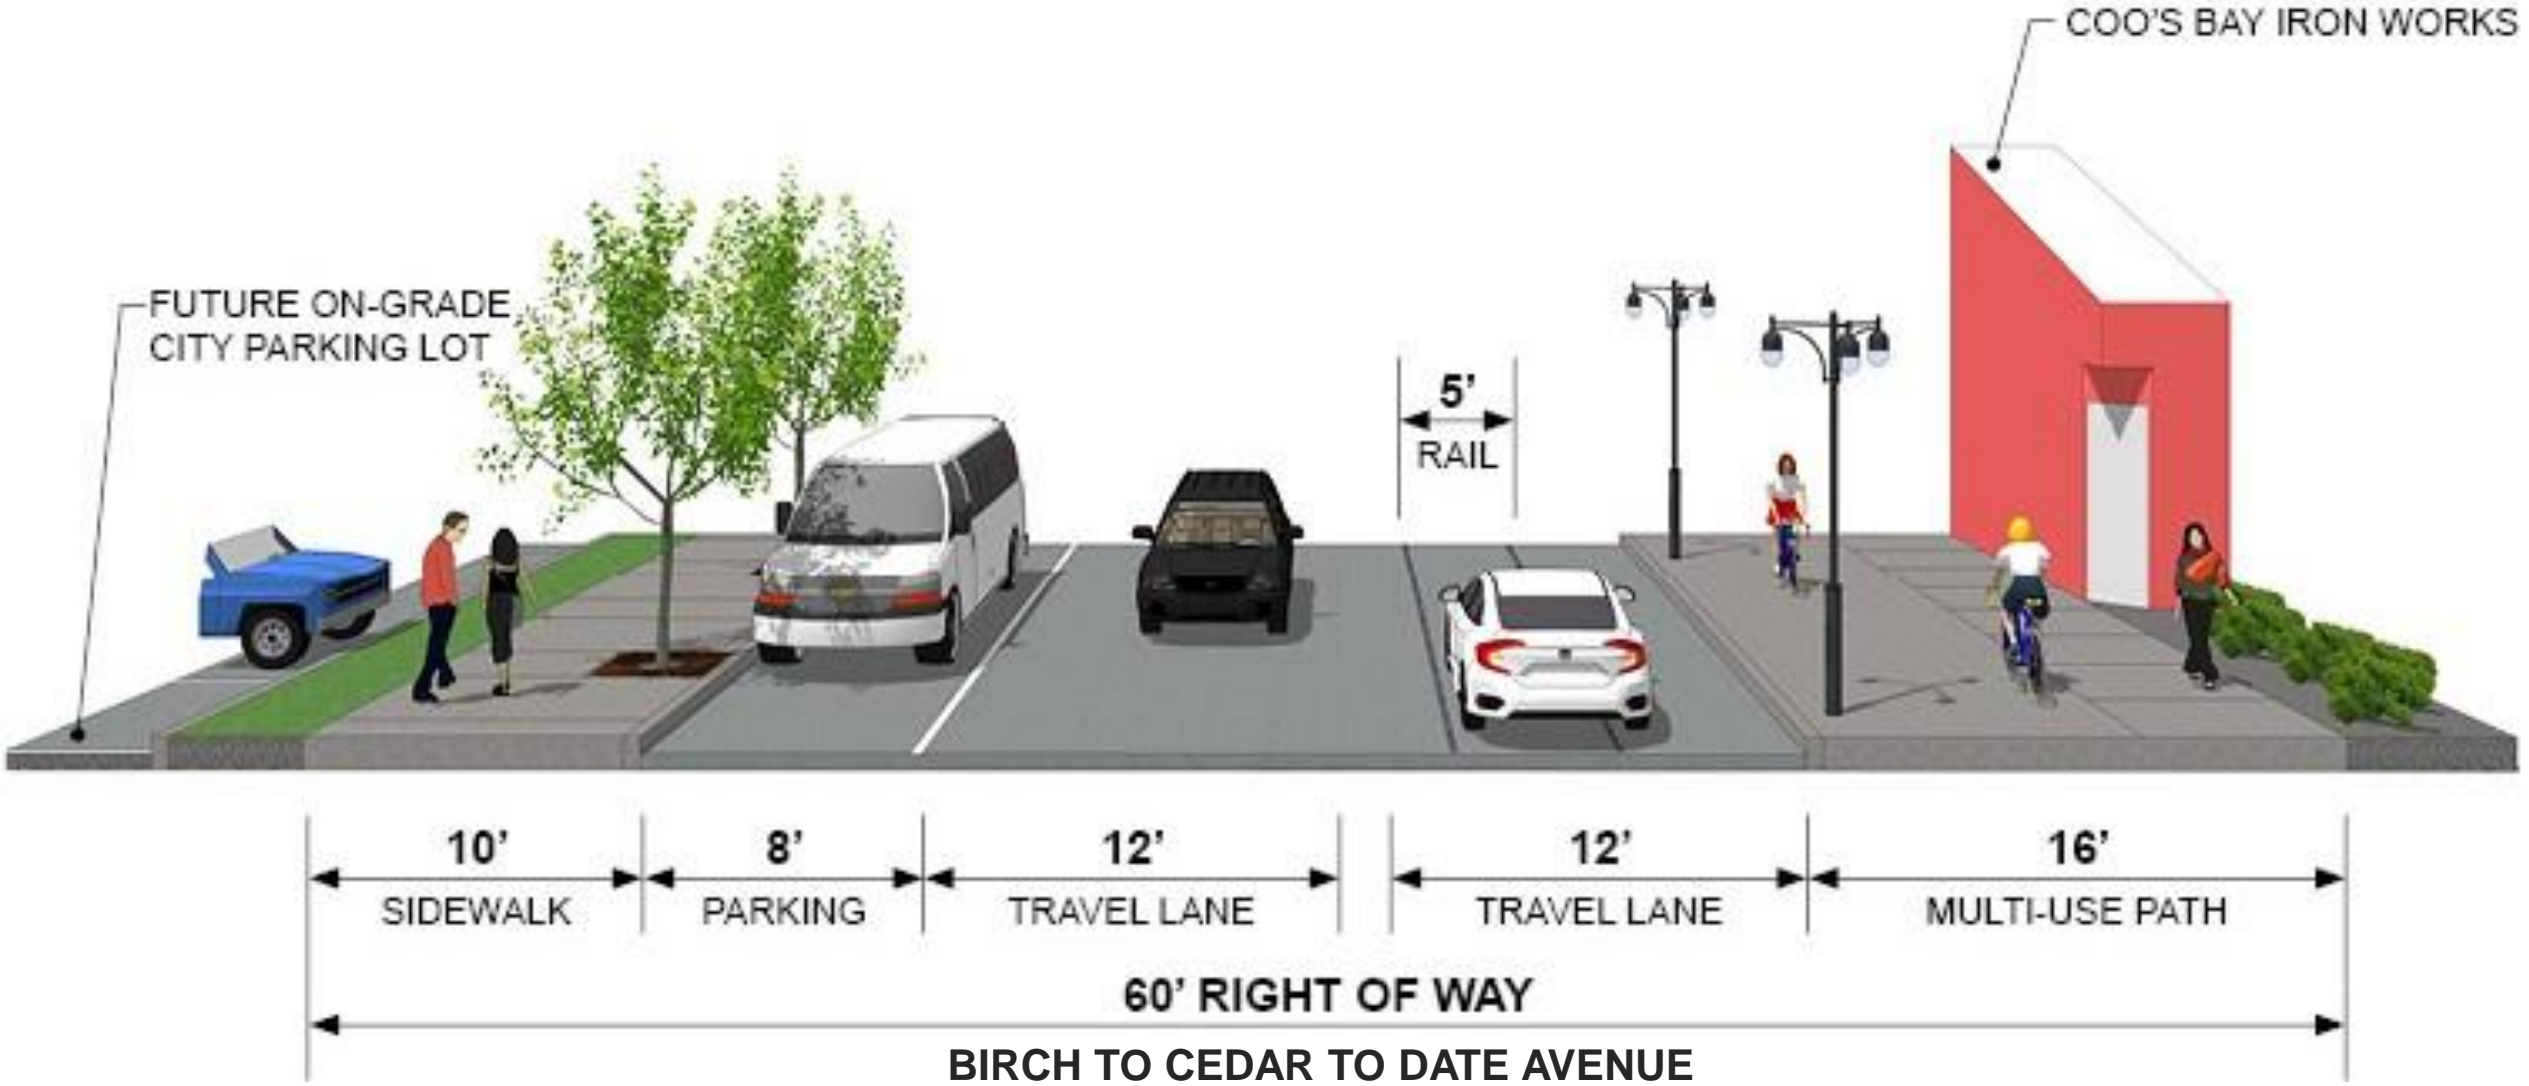 COO'S BAY IRON WORKS
FUTURE ON-GRADE
CITY PARKING LOT
5’
RAIL
10’
SIDEWALK
8’
PARKING
12’
TRAVEL LANE
12’
TRAVEL LANE
16’
MULTI-USE PATH
60’ RIGHT OF WAY
BIRCH TO CEDAR TO DATE AVENUE